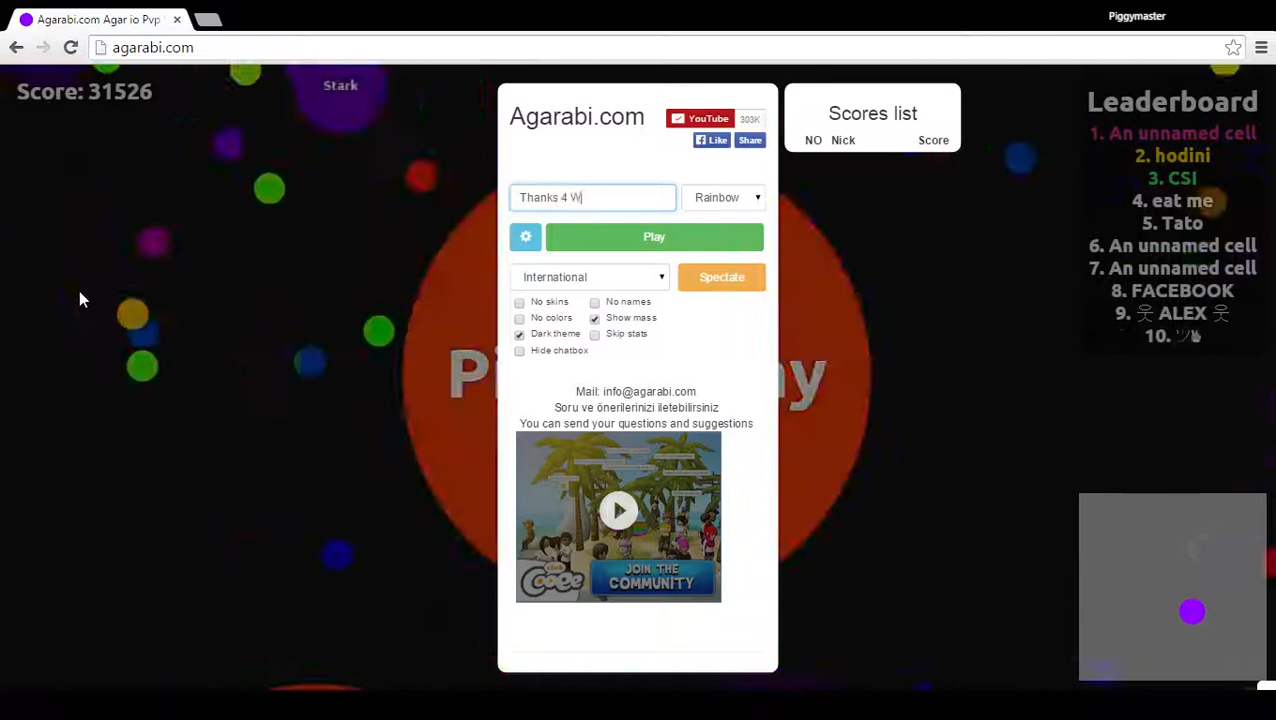 Piggymaster
Agarabi.com Agar io Pvp
agarabi.com
Score: 31526
Stark
Agarabi.com
YouTube 303K
Like Share
Thanks 4 W
Rainbow
Play
International
Spectate
No skins No names
No colors Show mass
Dark theme Skip stats
Hide chatbox
Mail: info@agarabi.com
Soru ve önerilerinizi iletebilirsiniz
You can send your questions and suggestions
club
Cooee
JOIN THE
COMMUNITY
Scores list
NO Nick Score
Leaderboard
1. An unnamed cell
2. hodini
3. CSI
4. eat me
5. Tato
6. An unnamed cell
7. An unnamed cell
8. FACEBOOK
9. 웃 ALEX 웃
10.